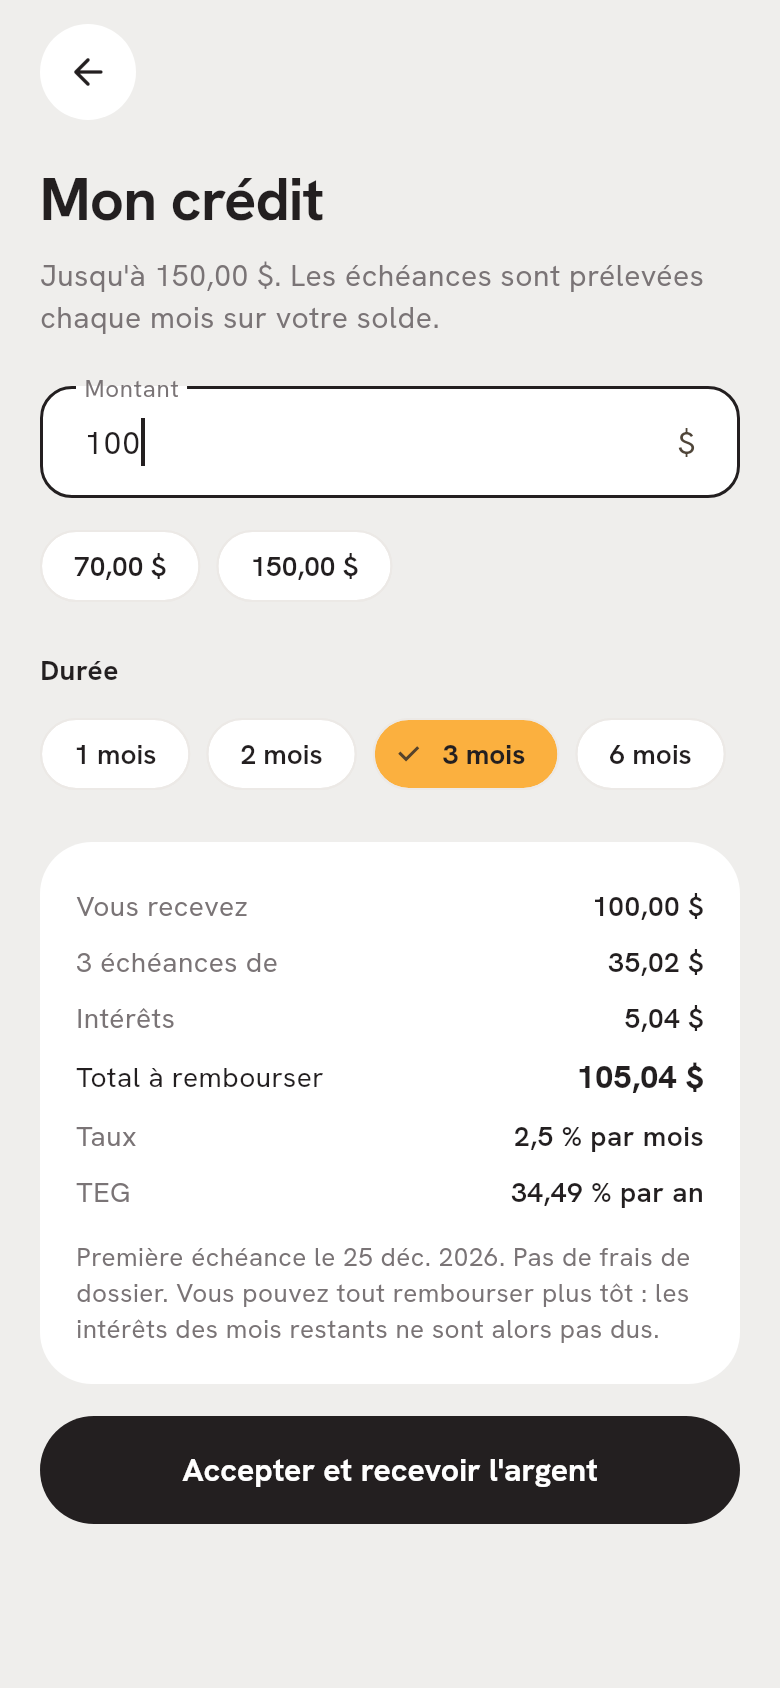 Mon crédit
Jusqu'à 150,00 $. Les échéances sont prélevées
chaque mois sur votre solde.
Montant
100 $
70,00 $ 150,00 $
Durée
1 mois 2 mois 3 mois 6 mois
Vous recevez 100,00 $
3 échéances de 35,02 $
Intérêts 5,04 $
Total à rembourser 105,04 $
Taux 2,5 % par mois
TEG 34,49 % par an
Première échéance le 25 déc. 2026. Pas de frais de
dossier. Vous pouvez tout rembourser plus tôt : les
intérêts des mois restants ne sont alors pas dus.
Accepter et recevoir l'argent